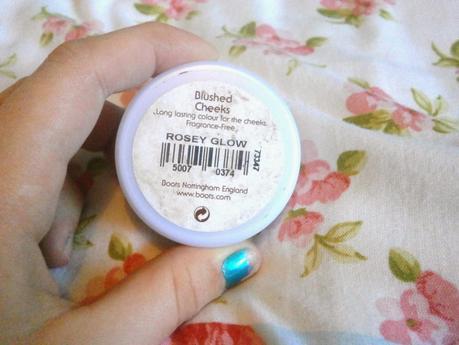 Blushed
Cheeks
Long lasting colour for the cheeks.
Fragrance-Free
ROSEY GLOW
5007 0374
73347
Boots Nottingham England
www.boots.com